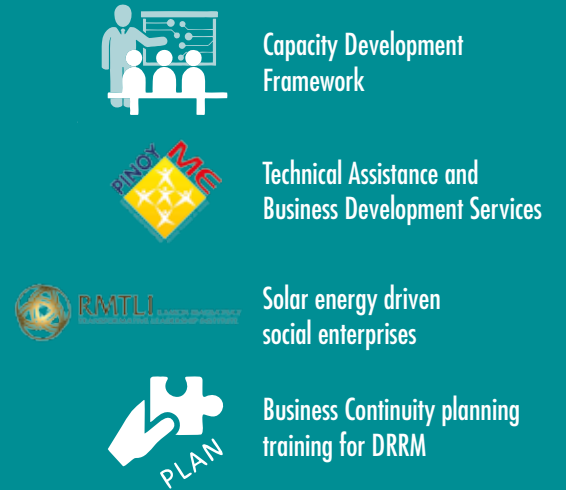 Capacity Development
Framework
PINOY ME
Technical Assistance and
Business Development Services
RMTLI
Solar energy driven
social enterprises
PLAN
Business Continuity planning
training for DRRM